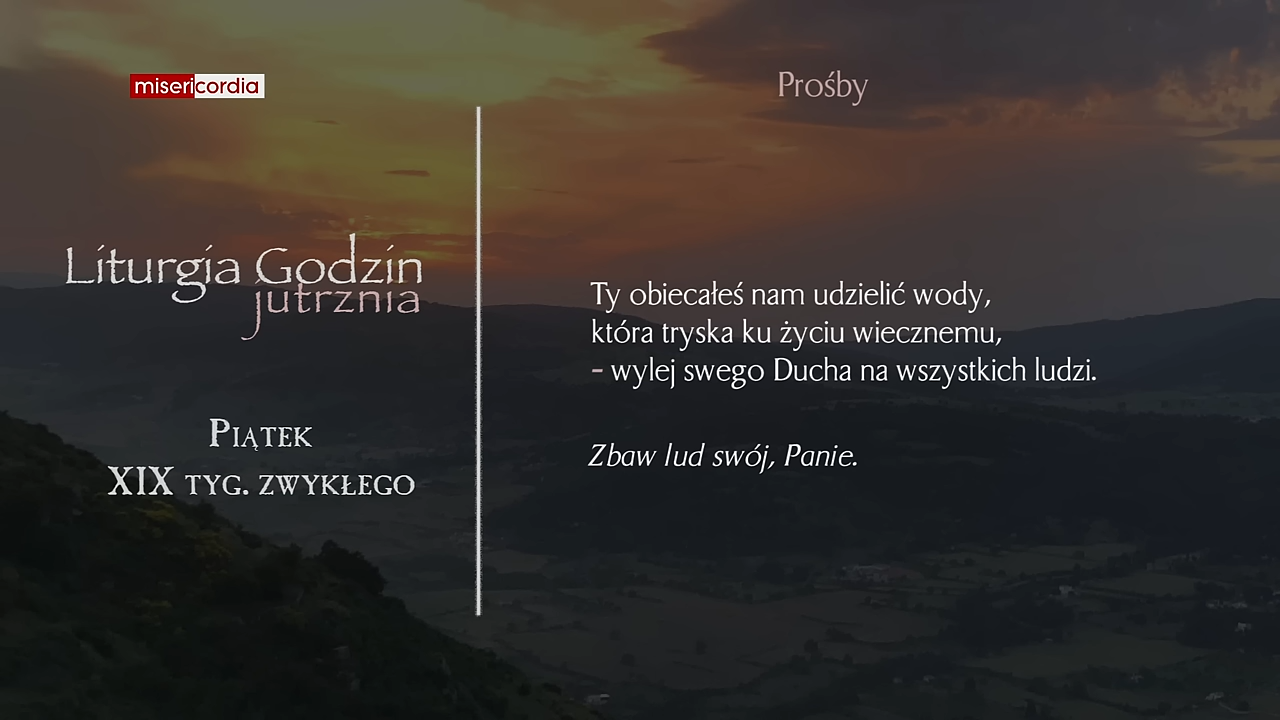 misericordia
Liturgia Godzin
jutrznia
Piątek
XIX tyg. zwykłego
Prośby
Ty obiecałeś nam udzielić wody,
która tryska ku życiu wiecznemu,
- wylej swego Ducha na wszystkich ludzi.
Zbaw lud swój, Panie.